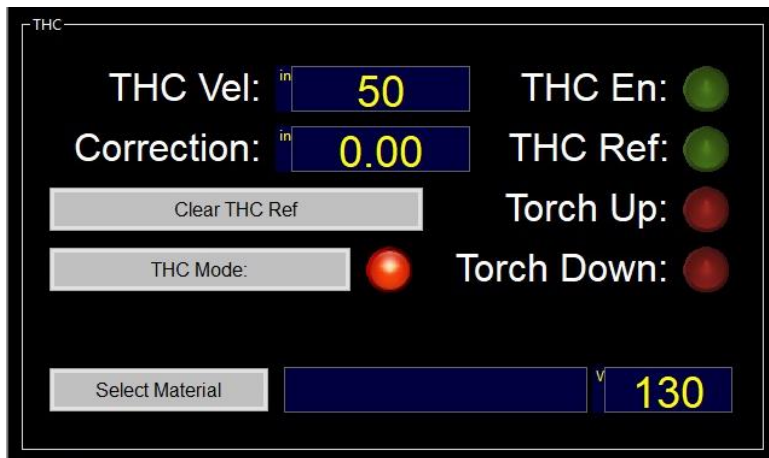 THC
THC Vel: in 50 THC En:
Correction: in 0.00 THC Ref:
Clear THC Ref Torch Up:
THC Mode: Torch Down:
Select Material V 130